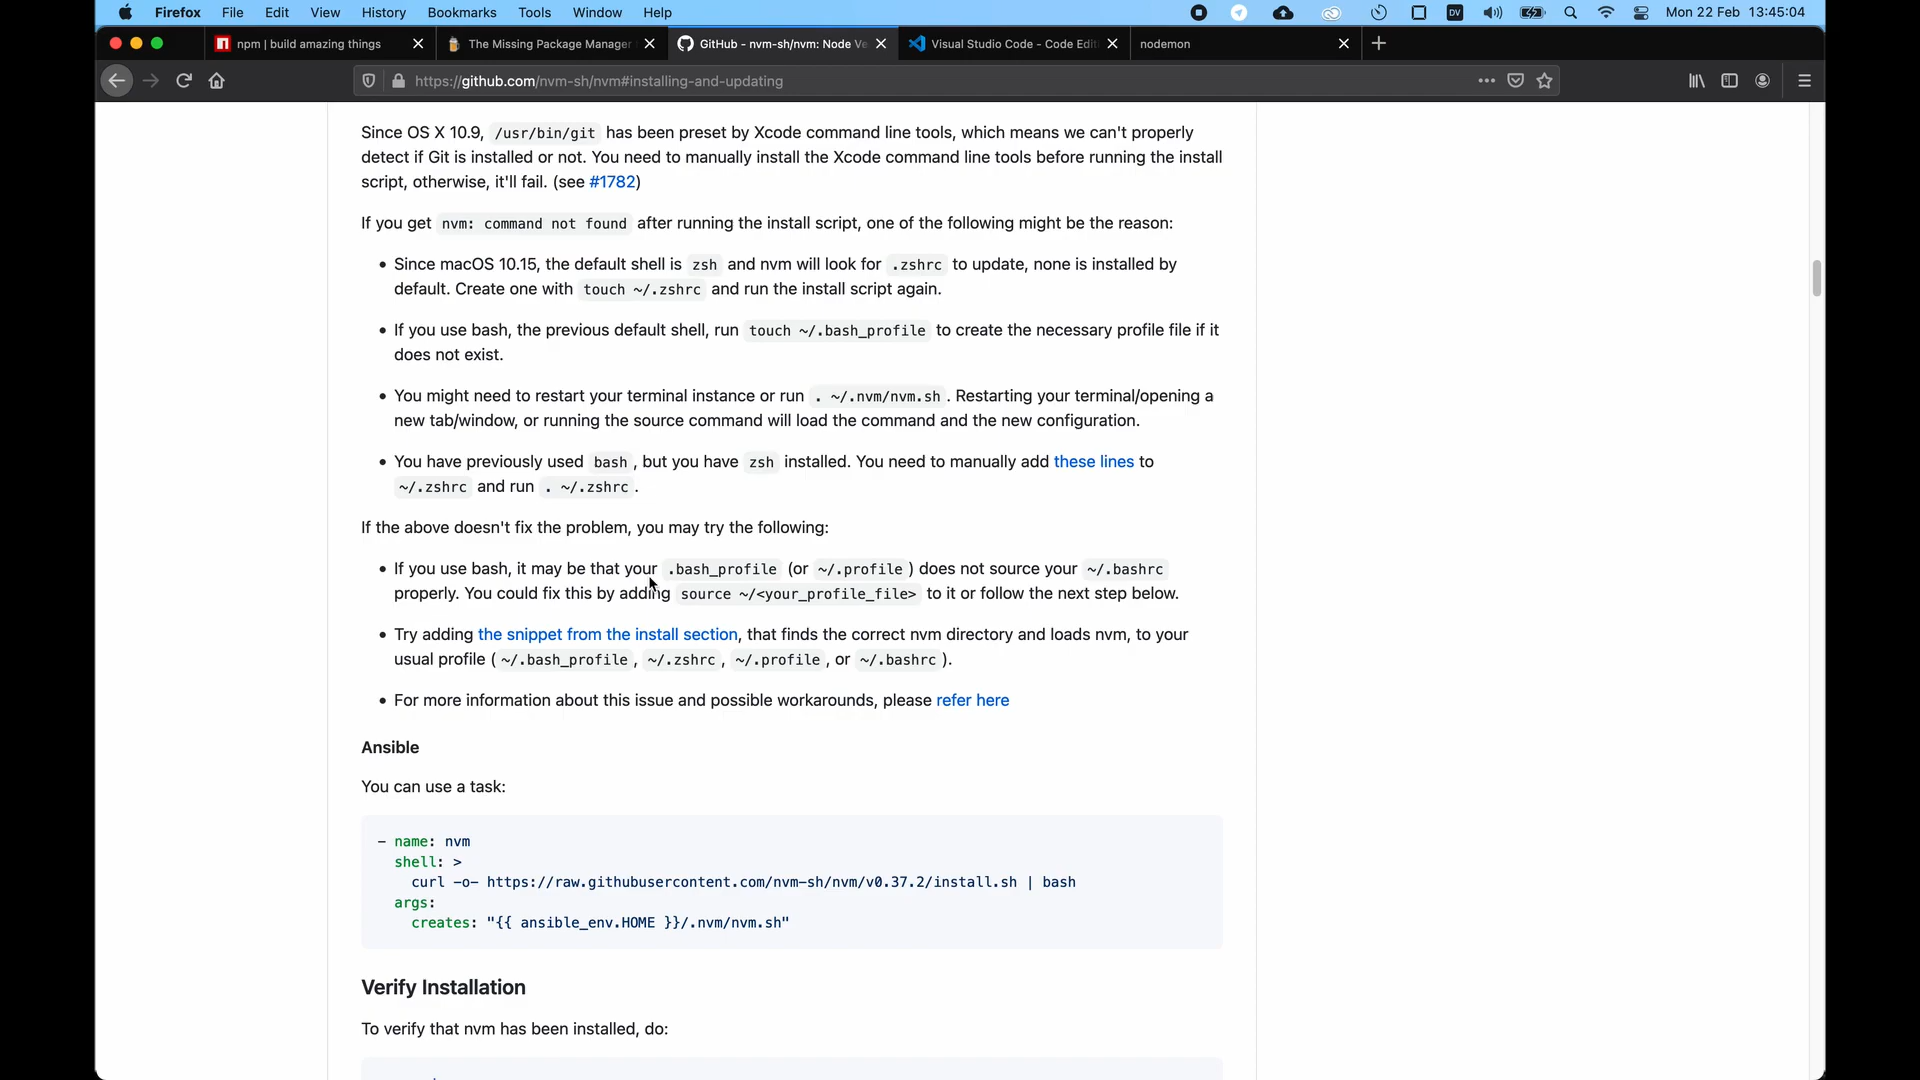 Firefox File Edit View History Bookmarks Tools Window Help DV Mon 22 Feb 13:45:04
npm | build amazing things The Missing Package Manager GitHub - nvm-sh/nvm: Node Ve Visual Studio Code - Code Edit nodemon
https://github.com/nvm-sh/nvm#installing-and-updating
Since OS X 10.9, /usr/bin/git has been preset by Xcode command line tools, which means we can't properly
detect if Git is installed or not. You need to manually install the Xcode command line tools before running the install
script, otherwise, it'll fail. (see #1782)
If you get nvm: command not found after running the install script, one of the following might be the reason:
• Since macOS 10.15, the default shell is zsh and nvm will look for .zshrc to update, none is installed by
default. Create one with touch ~/.zshrc and run the install script again.
• If you use bash, the previous default shell, run touch ~/.bash_profile to create the necessary profile file if it
does not exist.
• You might need to restart your terminal instance or run . ~/.nvm/nvm.sh. Restarting your terminal/opening a
new tab/window, or running the source command will load the command and the new configuration.
• You have previously used bash, but you have zsh installed. You need to manually add these lines to
~/.zshrc and run . ~/.zshrc.
If the above doesn't fix the problem, you may try the following:
• If you use bash, it may be that your .bash_profile (or ~/.profile) does not source your ~/.bashrc
properly. You could fix this by adding source ~/<your_profile_file> to it or follow the next step below.
• Try adding the snippet from the install section, that finds the correct nvm directory and loads nvm, to your
usual profile (~/.bash_profile, ~/.zshrc, ~/.profile, or ~/.bashrc).
• For more information about this issue and possible workarounds, please refer here
Ansible
You can use a task:
- name: nvm
shell: >
curl -o- https://raw.githubusercontent.com/nvm-sh/nvm/v0.37.2/install.sh | bash
args:
creates: "{{ ansible_env.HOME }}/.nvm/nvm.sh"
Verify Installation
To verify that nvm has been installed, do: